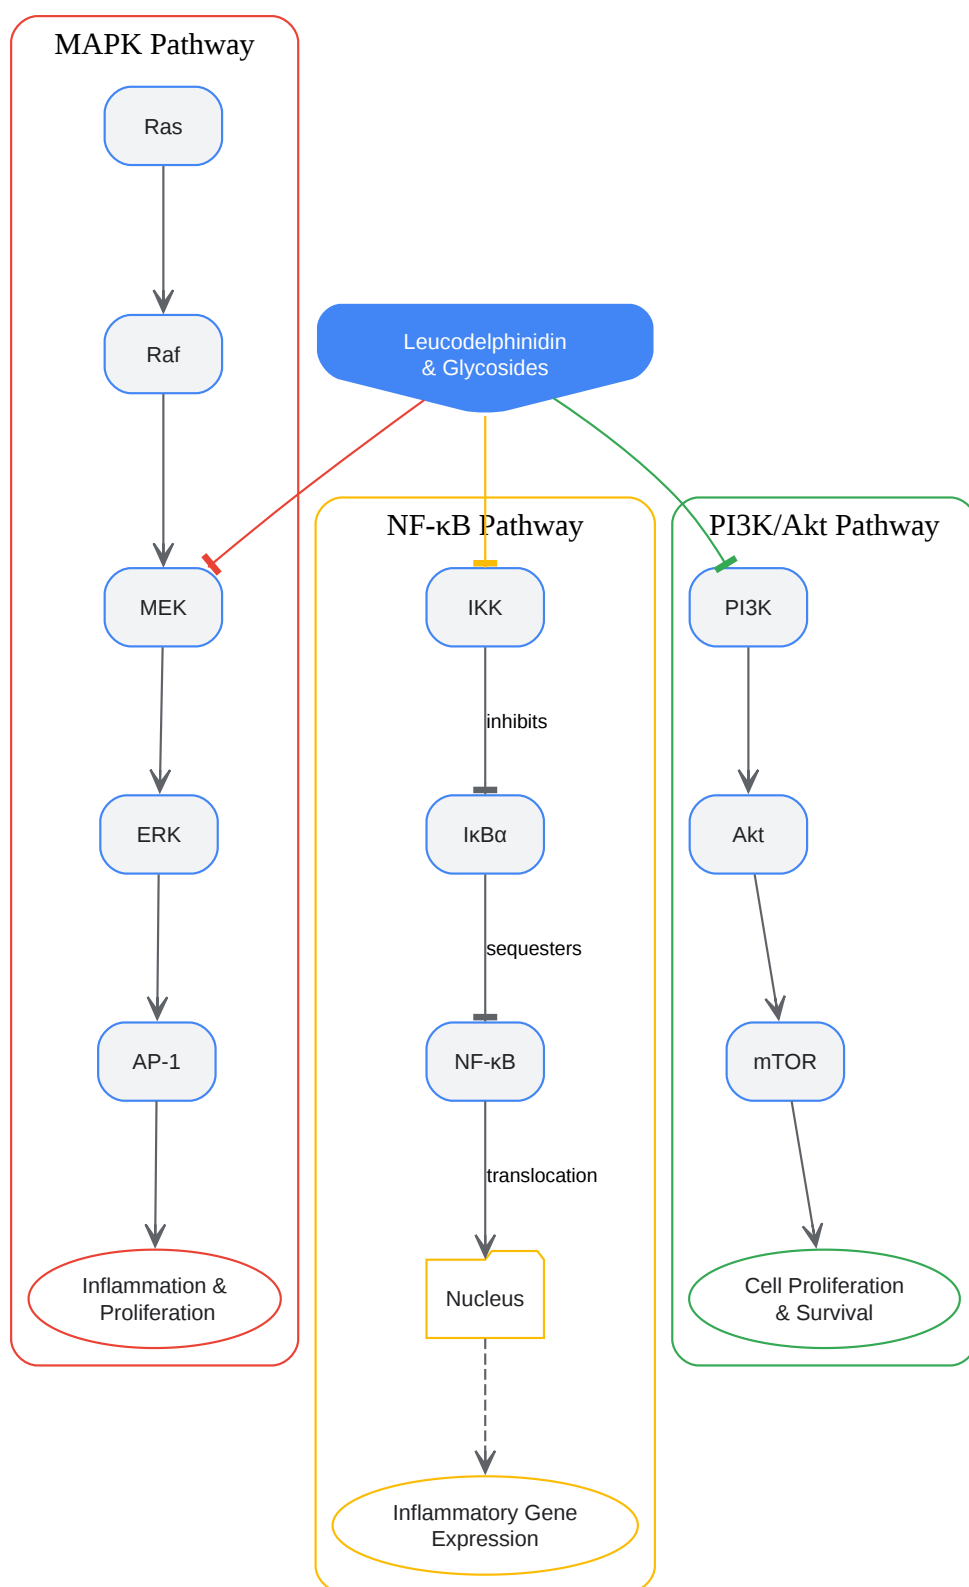 MAPK Pathway
Ras
Raf
Leucodelphinidin
& Glycosides
NF-κB Pathway
PI3K/Akt Pathway
MEK
IKK
PI3K
inhibits
ERK
IκBα
Akt
sequesters
AP-1
NF-κB
mTOR
translocation
Inflammation &
Proliferation
Nucleus
Cell Proliferation
& Survival
Inflammatory Gene
Expression